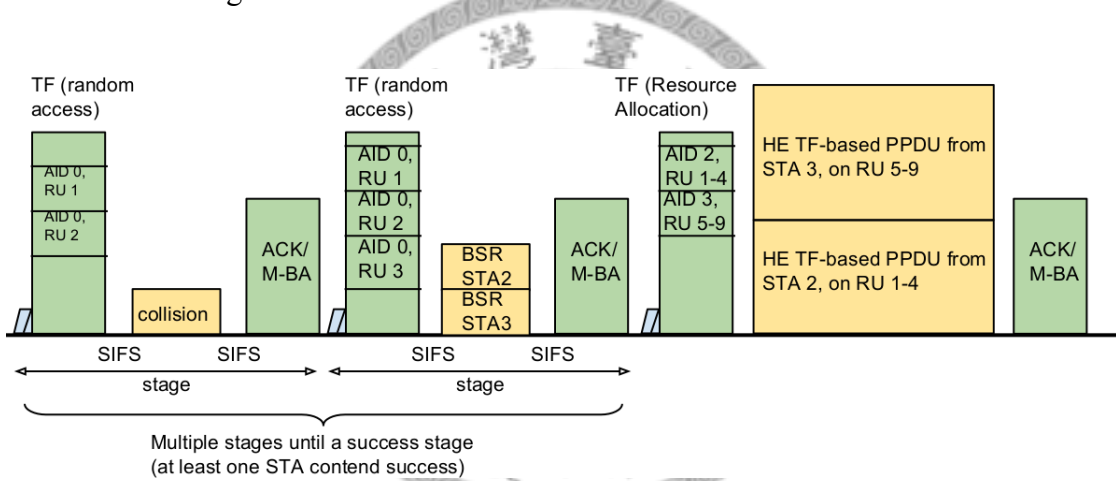 TF (random
access)
AID 0,
RU 1
AID 0,
RU 2
collision
ACK/
M-BA
TF (random
access)
AID 0,
RU 1
AID 0,
RU 2
AID 0,
RU 3
BSR
STA2
BSR
STA3
ACK/
M-BA
TF (Resource
Allocation)
AID 2,
RU 1-4
AID 3,
RU 5-9
HE TF-based PPDU from
STA 3, on RU 5-9
HE TF-based PPDU from
STA 2, on RU 1-4
ACK/
M-BA
SIFS
SIFS
SIFS
SIFS
stage
stage
Multiple stages until a success stage
(at least one STA contend success)